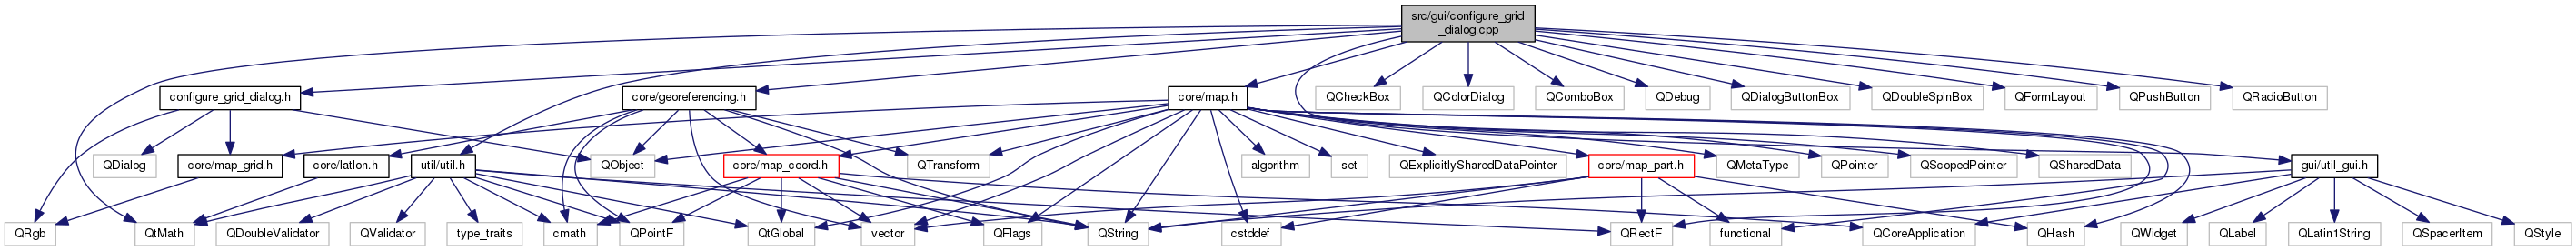 src/gui/configure_grid
_dialog.cpp
configure_grid_dialog.h
core/georeferencing.h
core/map.h
QCheckBox
QColorDialog
QComboBox
QDebug
QDialogButtonBox
QDoubleSpinBox
QFormLayout
QPushButton
QRadioButton
QDialog
core/map_grid.h
core/latlon.h
util/util.h
QObject
core/map_coord.h
QTransform
algorithm
set
QExplicitlySharedDataPointer
core/map_part.h
QMetaType
QPointer
QScopedPointer
QSharedData
gui/util_gui.h
QRgb
QtMath
QDoubleValidator
QValidator
type_traits
cmath
QPointF
QtGlobal
vector
QFlags
QString
cstddef
QRectF
functional
QCoreApplication
QHash
QWidget
QLabel
QLatin1String
QSpacerItem
QStyle